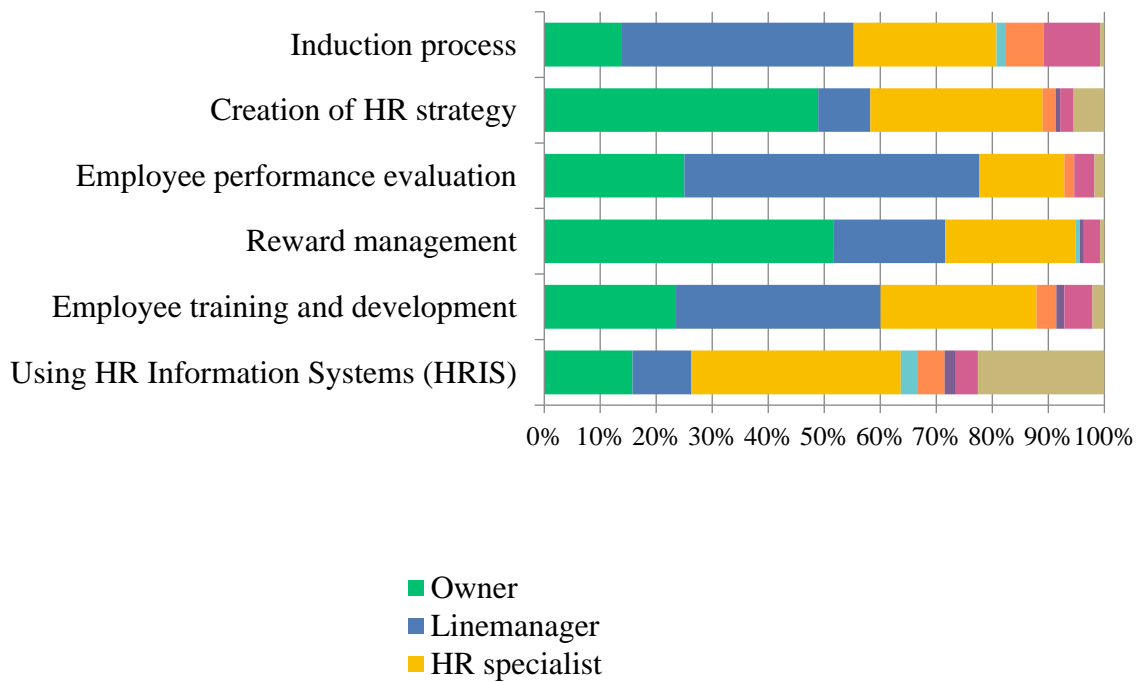 Induction process
Creation of HR strategy
Employee performance evaluation
Reward management
Employee training and development
Using HR Information Systems (HRIS)
0% 10% 20% 30% 40% 50% 60% 70% 80% 90% 100%
Owner
Linemanager
HR specialist